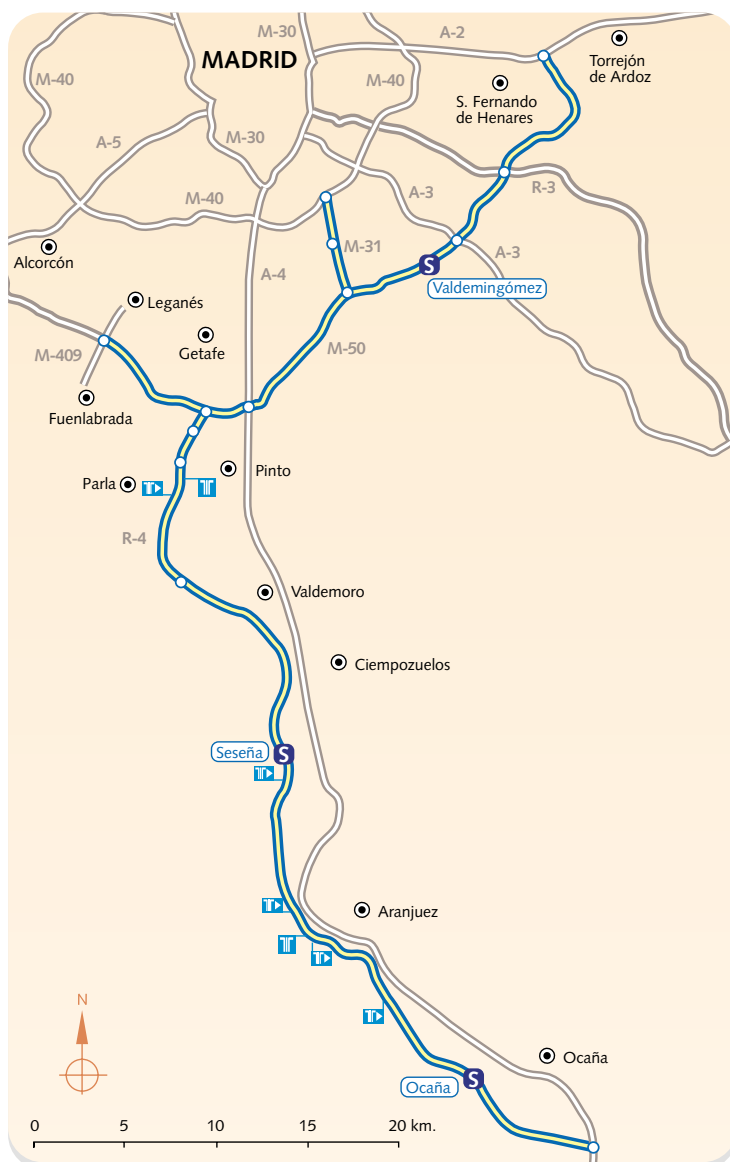 M-30
A-2
MADRID
Torrejón
de Ardoz
M-40
M-40
S. Fernando
de Henares
A-5
M-30
M-40
A-3
R-3
M-31
A-3
Alcorcón
A-4
S
Valdemingómez
Leganés
M-409
Getafe
M-50
Fuenlabrada
Parla
Pinto
T
T
R-4
Valdemoro
Ciempozuelos
Seseña
S
T
T
Aranjuez
T
T
T
N
Ocaña
Ocaña
S
0 5 10 15 20 km.